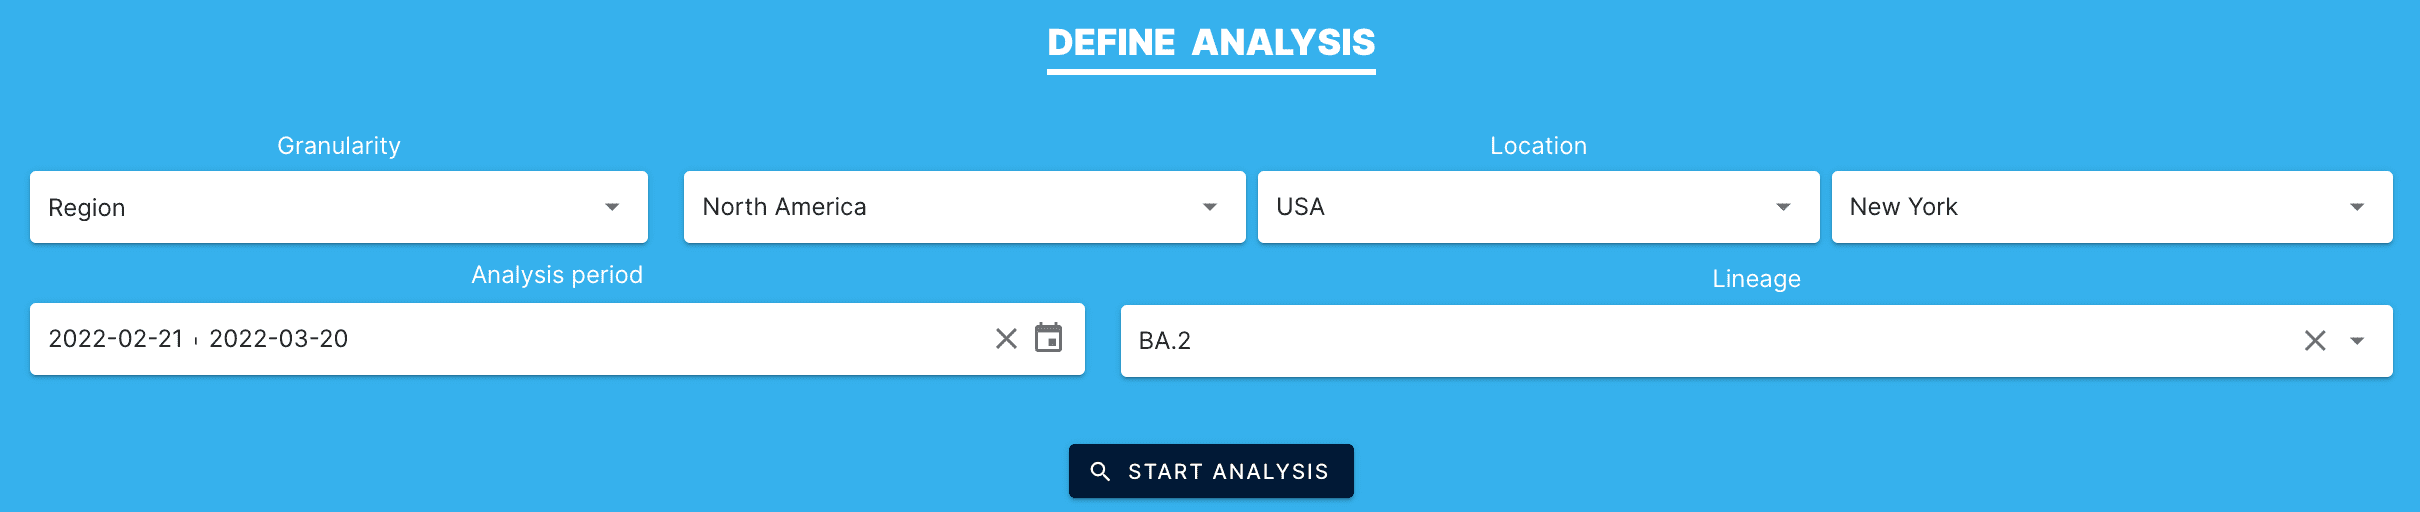 DEFINE ANALYSIS
Granularity
Location
Region
North America
USA
New York
Analysis period
Lineage
2022-02-21 ı 2022-03-20
BA.2
START ANALYSIS